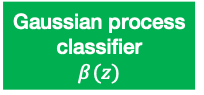 Gaussian process
classifier
β(z)